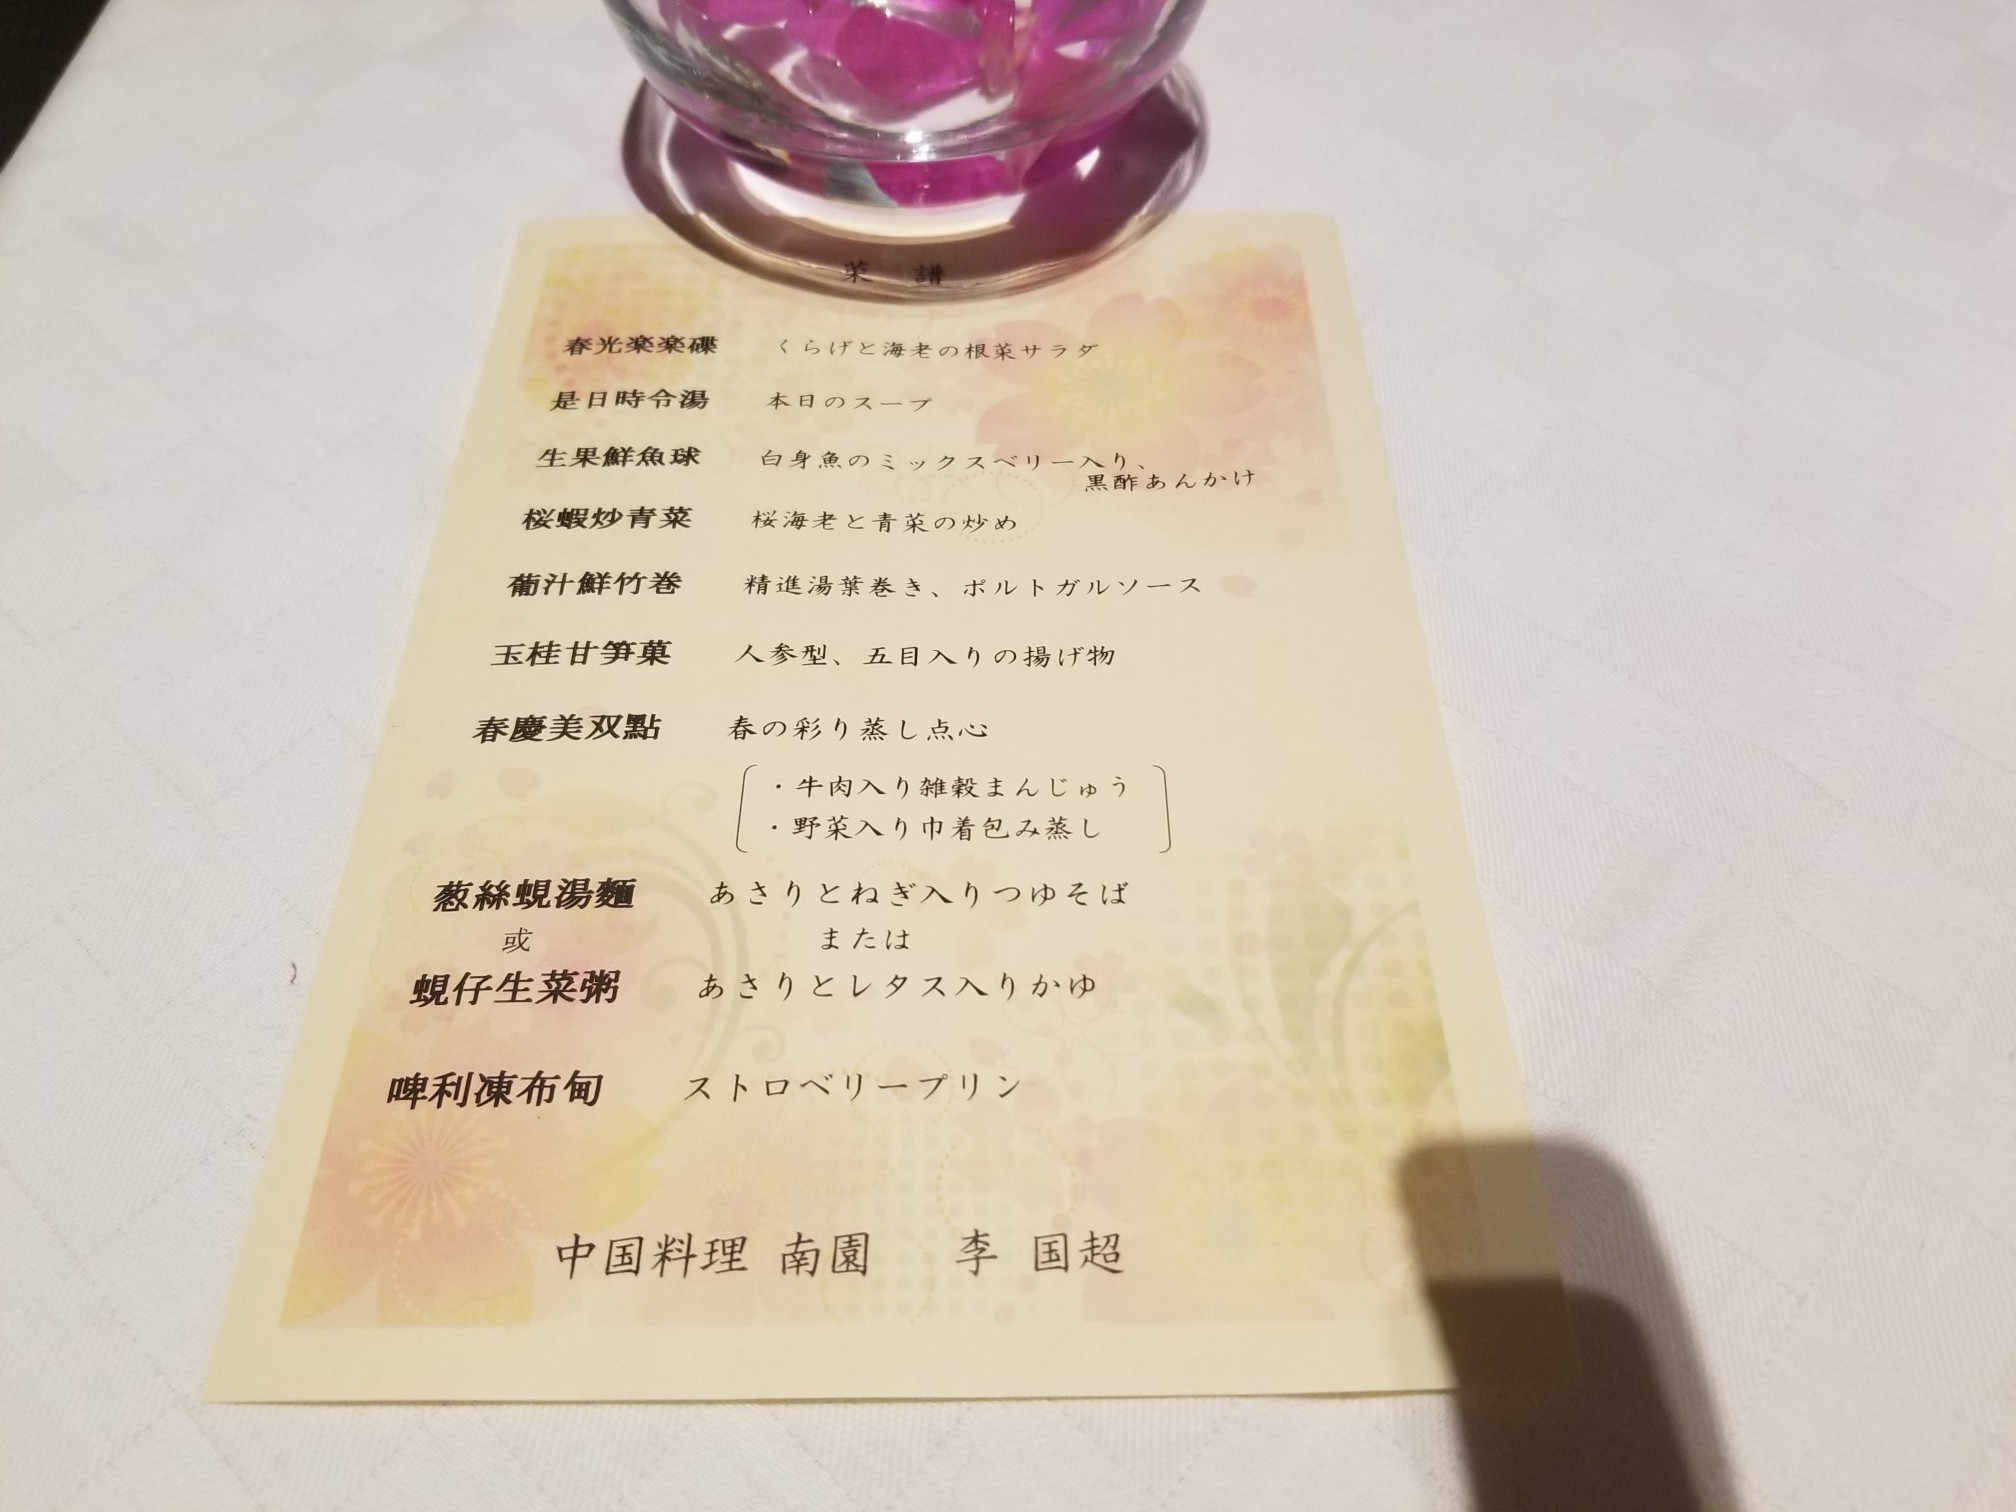 菜 譜
春光楽楽碟 くらげと海老の根菜サラダ
是日時令湯 本日のスープ
生果鮮魚球 白身魚のミックスベリー入り、
黒酢あんかけ
桜蝦炒青菜 桜海老と青菜の炒め
葡汁鮮竹巻 精進湯葉巻き、ポルトガルソース
玉桂甘笋菓 人参型、五目入りの揚げ物
春慶美双點 春の彩り蒸し点心
・牛肉入り雑穀まんじゅう
・野菜入り巾着包み蒸し
葱絲蜆湯麵 あさりとねぎ入りつゆそば
或 または
蜆仔生菜粥 あさりとレタス入りかゆ
啤利凍布甸 ストロベリープリン
中国料理 南園 李 国超